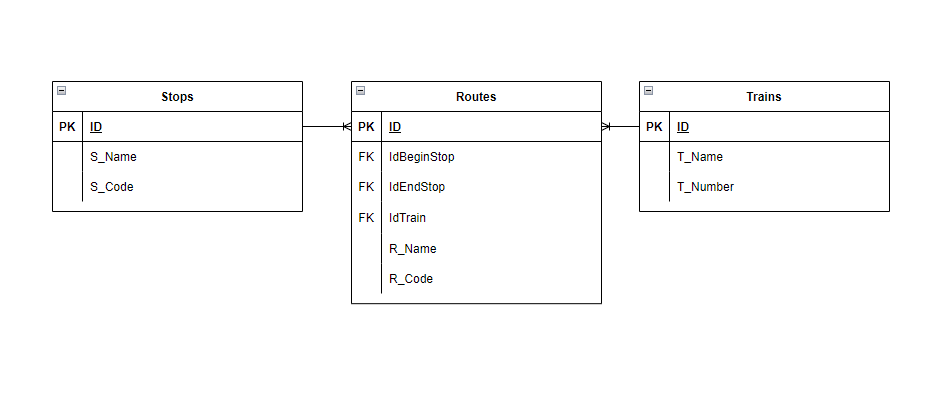 Stops
PK ID
S_Name
S_Code
Routes
PK ID
FK IdBeginStop
FK IdEndStop
FK IdTrain
R_Name
R_Code
Trains
PK ID
T_Name
T_Number